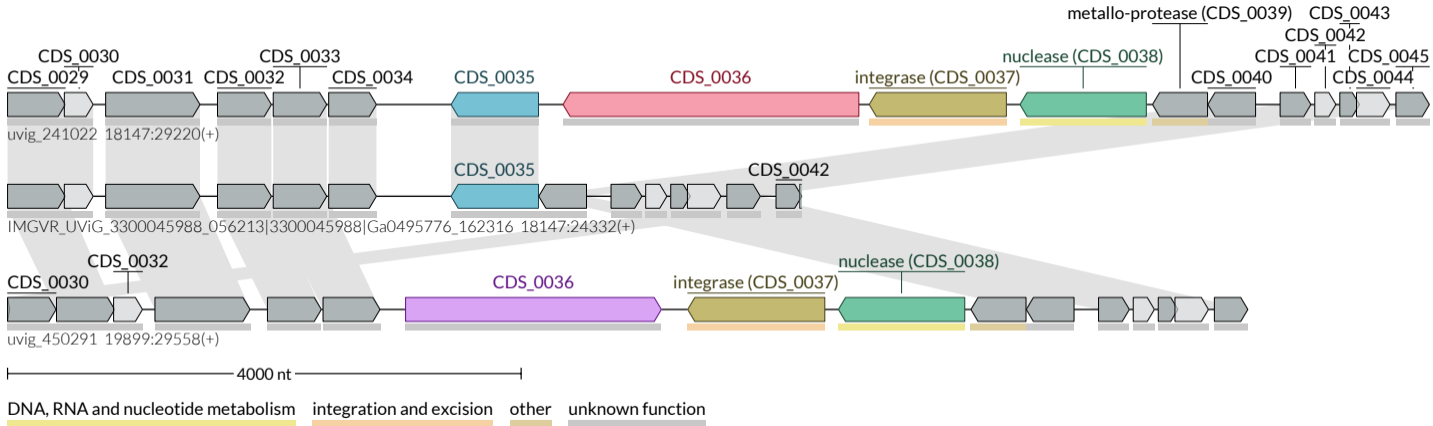 metallo-protease (CDS_0039) CDS_0043
CDS_0030 CDS_0033 nuclease (CDS_0038) CDS_0042
CDS_0041 CDS_0045
CDS_0029 CDS_0031 CDS_0032 CDS_0034 CDS_0035 CDS_0036 integrase (CDS_0037) CDS_0040 CDS_0044
uvig_241022 18147:29220(+)
CDS_0035 CDS_0042
IMGVR_UViG_3300045988_056213|3300045988|Ga0495776_162316 18147:24332(+)
CDS_0032 nuclease (CDS_0038)
CDS_0030 CDS_0036 integrase (CDS_0037)
uvig_450291 19899:29558(+)
4000 nt
DNA, RNA and nucleotide metabolism integration and excision other unknown function